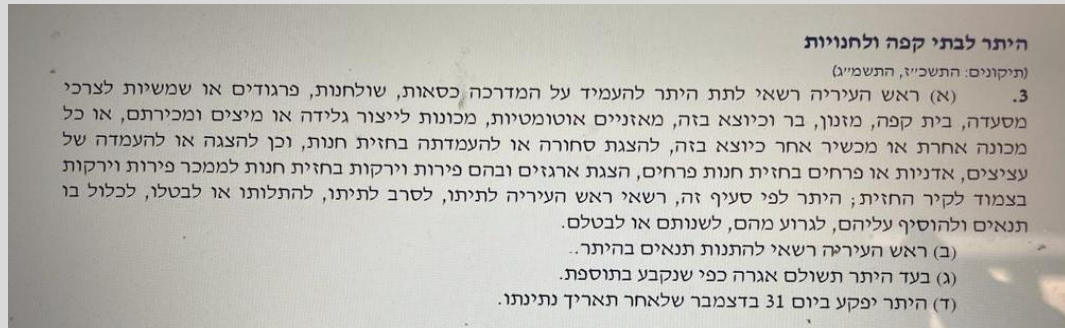 היתר לבתי קפה ולחנויות
(תיקונים: התשכ״ז, התשמ״ג)
3. (א) ראש העיריה רשאי לתת היתר להעמיד על המדרכה כסאות, שולחנות, פרגודים או שמשיות לצרכי
מסעדה, בית קפה, מזנון, בר וכיוצא בזה, מאזניים אוטומטיות, מכונות לייצור גלידה או מיצים ומכירתם, או כל
מכונה אחרת או מכשיר אחר כיוצא בזה, להצגת סחורה או להעמדתה בחזית חנות, וכן להצגה או להעמדה של
עציצים, אדניות או פרחים בחזית חנות פרחים, הצגת ארגזים ובהם פירות וירקות בחזית חנות לממכר פירות וירקות
בצמוד לקיר החזית; היתר לפי סעיף זה, רשאי ראש העיריה לתיתו, לסרב לתיתו, להתלותו או לבטלו, לכלול בו
תנאים ולהוסיף עליהם, לגרוע מהם, לשנותם או לבטלם.
(ב) ראש העיריה רשאי להתנות תנאים בהיתר..
(ג) בעד היתר תשולם אגרה כפי שנקבע בתוספת.
(ד) היתר יפקע ביום 31 בדצמבר שלאחר תאריך נתינתו.